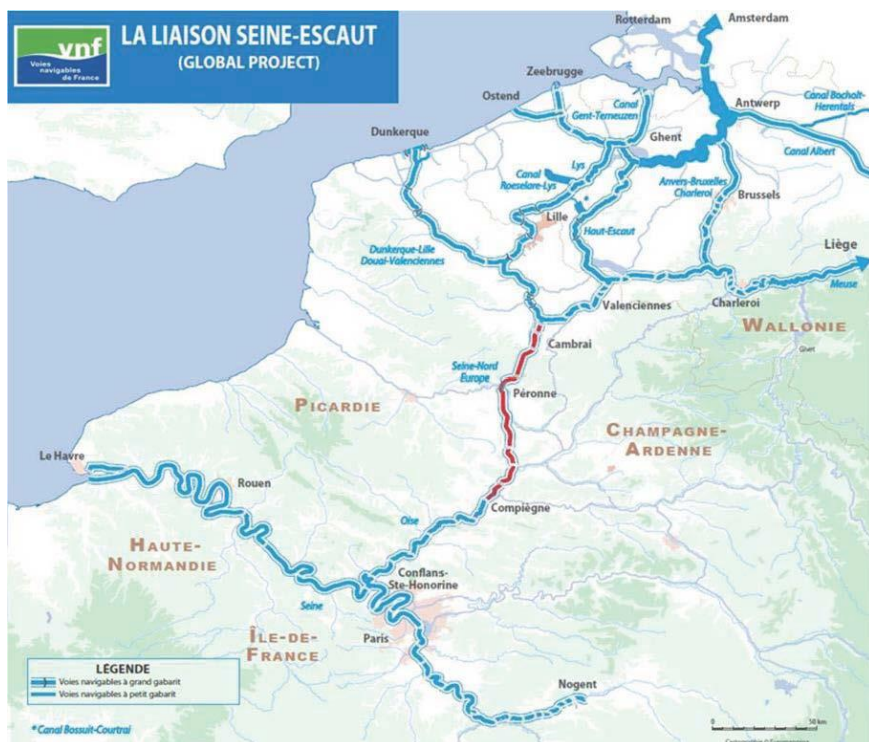 vnf
Voies
navigables
de France
LA LIAISON SEINE-ESCAUT
(GLOBAL PROJECT)
Rotterdam
Amsterdam
Zeebrugge
Ostend
Canal
Gent-Terneuzen
Antwerp
Canal Bocholt-
Herentals
Dunkerque
Ghent
Canal Albert
Lys
Canal
Roeselare-Lys
Anvers-Bruxelles
Charleroi
Brussels
*
Lille
Haut-Escaut
Dunkerque-Lille
Douai-Valenciennes
Liège
Meuse
Valenciennes
Charleroi
WALLONIE
Cambrai
Givet
Seine-Nord
Europe
Péronne
PICARDIE
CHAMPAGNE-
ARDENNE
Le Havre
Rouen
Compiègne
Oise
HAUTE-
NORMANDIE
Conflans-
Ste-Honorine
Seine
Paris
ÎLE-DE-
FRANCE
LÉGENDE
Voies navigables à grand gabarit
Voies navigables à petit gabarit
Nogent
* Canal Bossuit-Courtrai
0
50 km